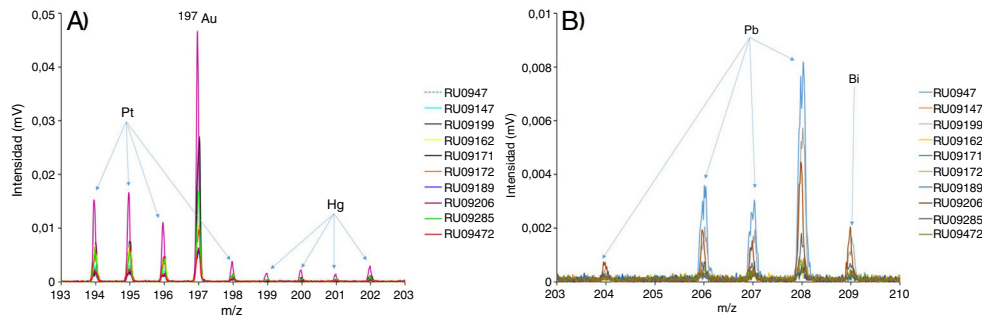 A)
197 Au
Pt
Hg
Intensidad (mV)
0,05
0,04
0,03
0,02
0,01
0
193 194 195 196 197 198 199 200 201 202 203
m/z
RU0947
RU09147
RU09199
RU09162
RU09171
RU09172
RU09189
RU09206
RU09285
RU09472
B)
Pb
Bi
Intensidad (mV)
0,01
0,008
0,006
0,004
0,002
0
203 204 205 206 207 208 209 210
m/z
RU0947
RU09147
RU09199
RU09162
RU09171
RU09172
RU09189
RU09206
RU09285
RU09472